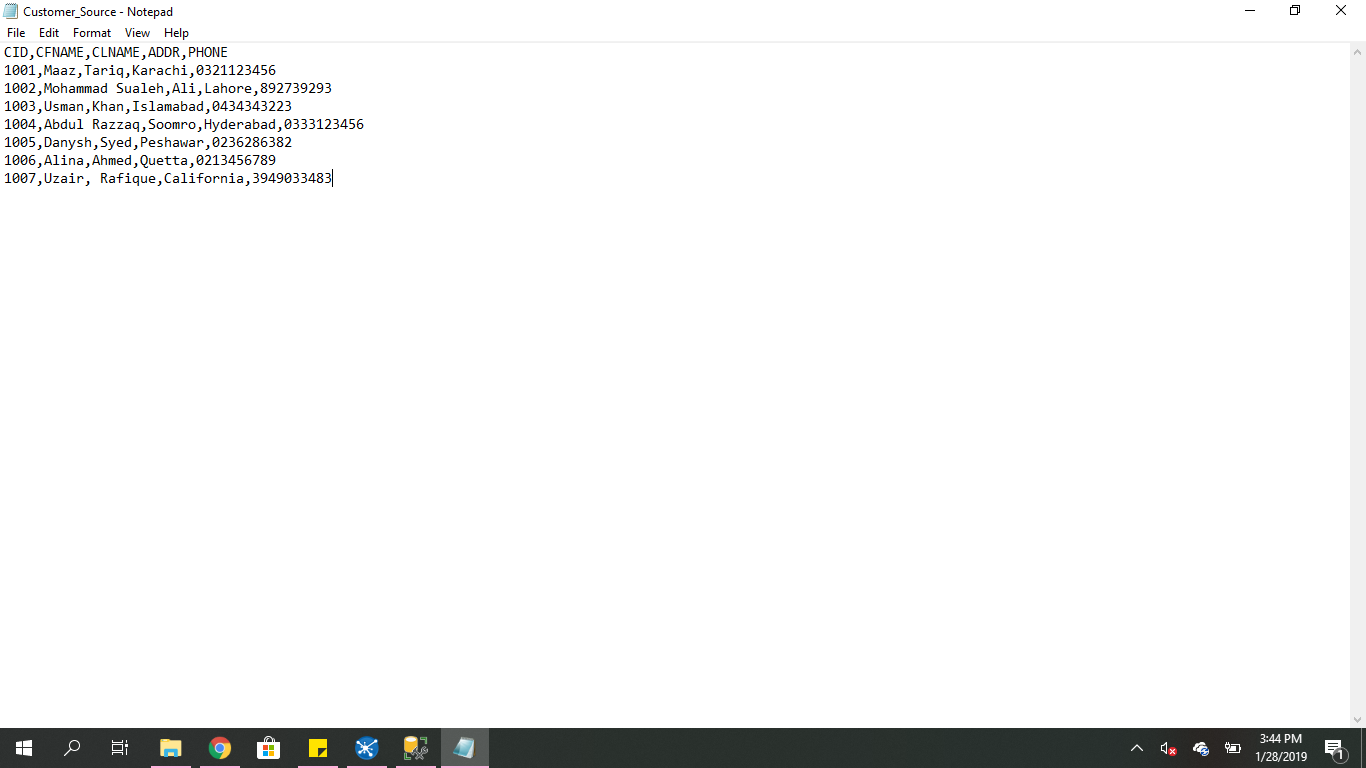 Customer_Source - Notepad
File Edit Format View Help
CID,CFNAME,CLNAME,ADDR,PHONE
1001,Maaz,Tariq,Karachi,0321123456
1002,Mohammad Sualeh,Ali,Lahore,892739293
1003,Usman,Khan,Islamabad,0434343223
1004,Abdul Razzaq,Soomro,Hyderabad,0333123456
1005,Danysh,Syed,Peshawar,0236286382
1006,Alina,Ahmed,Quetta,0213456789
1007,Uzair, Rafique,California,3949033483
3:44 PM
1/28/2019
1